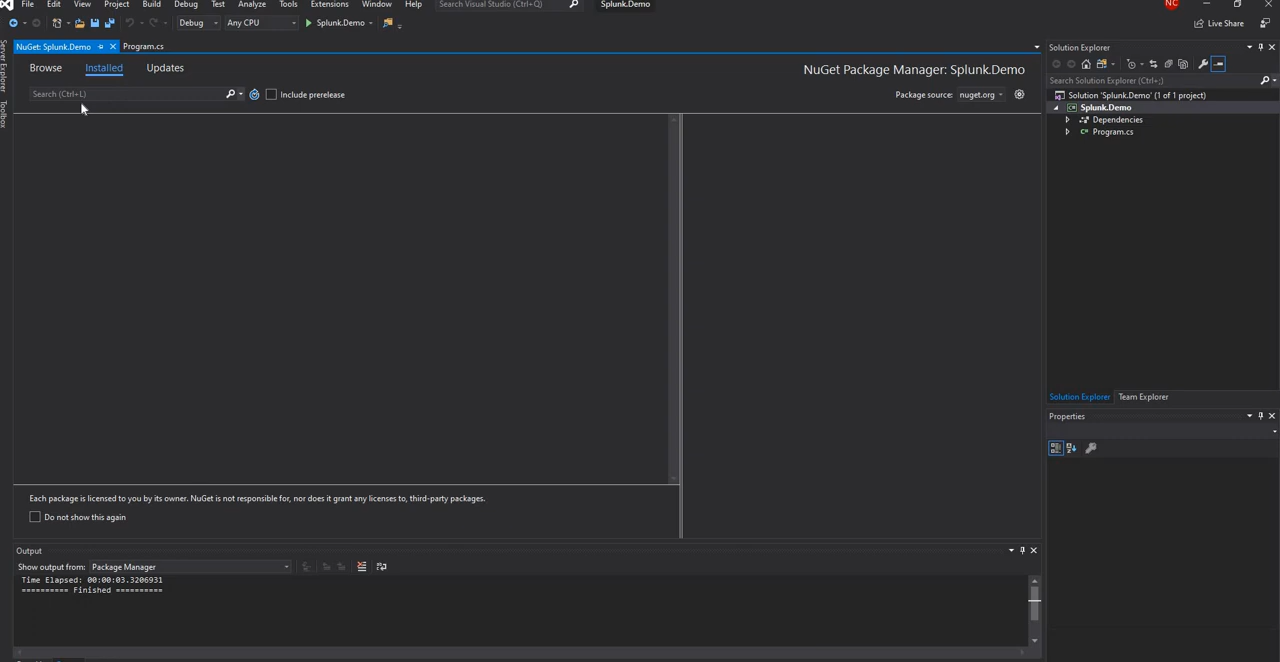 File Edit View Project Build Debug Test Analyze Tools Extensions Window Help Search Visual Studio (Ctrl+Q) Splunk.Demo NC
Debug Any CPU Splunk.Demo Live Share
Server Explorer
Toolbox
NuGet: Splunk.Demo Program.cs
Browse Installed Updates
NuGet Package Manager: Splunk.Demo
Search (Ctrl+L) Include prerelease
Package source: nuget.org
Each package is licensed to you by its owner. NuGet is not responsible for, nor does it grant any licenses to, third-party packages.
Do not show this again
Output
Show output from: Package Manager
Time Elapsed: 00:00:03.3206931
========== Finished ==========
Solution Explorer
Search Solution Explorer (Ctrl+;)
Solution 'Splunk.Demo' (1 of 1 project)
Splunk.Demo
Dependencies
Program.cs
Solution Explorer Team Explorer
Properties